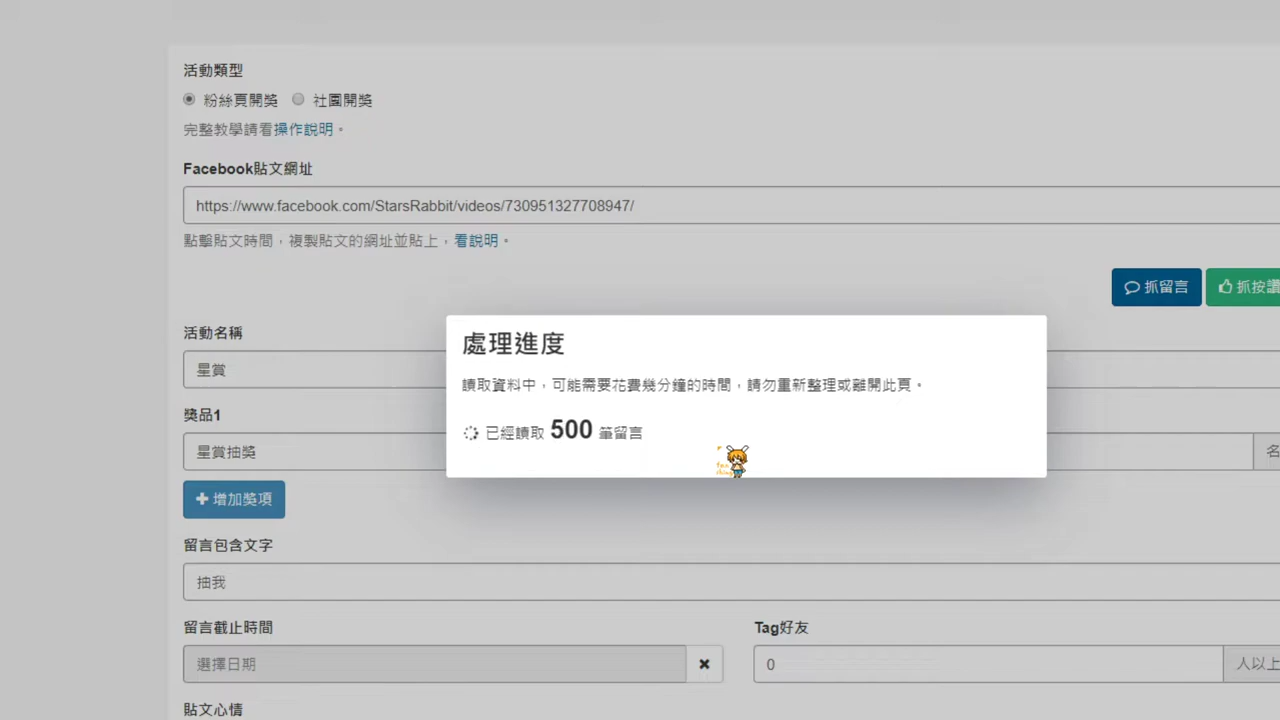 活動類型
粉絲頁開獎 社團開獎
完整教學請看操作說明。
Facebook貼文網址
https://www.facebook.com/StarsRabbit/videos/730951327708947/
點擊貼文時間，複製貼文的網址並貼上，看說明。
抓留言 抓按讚
活動名稱
星賞
處理進度
讀取資料中，可能需要花費幾分鐘的時間，請勿重新整理或離開此頁。
已經讀取 500 筆留言
獎品1
星賞抽獎 名
增加獎項
留言包含文字
抽我
留言截止時間 Tag好友
選擇日期 0 人以上
貼文心情